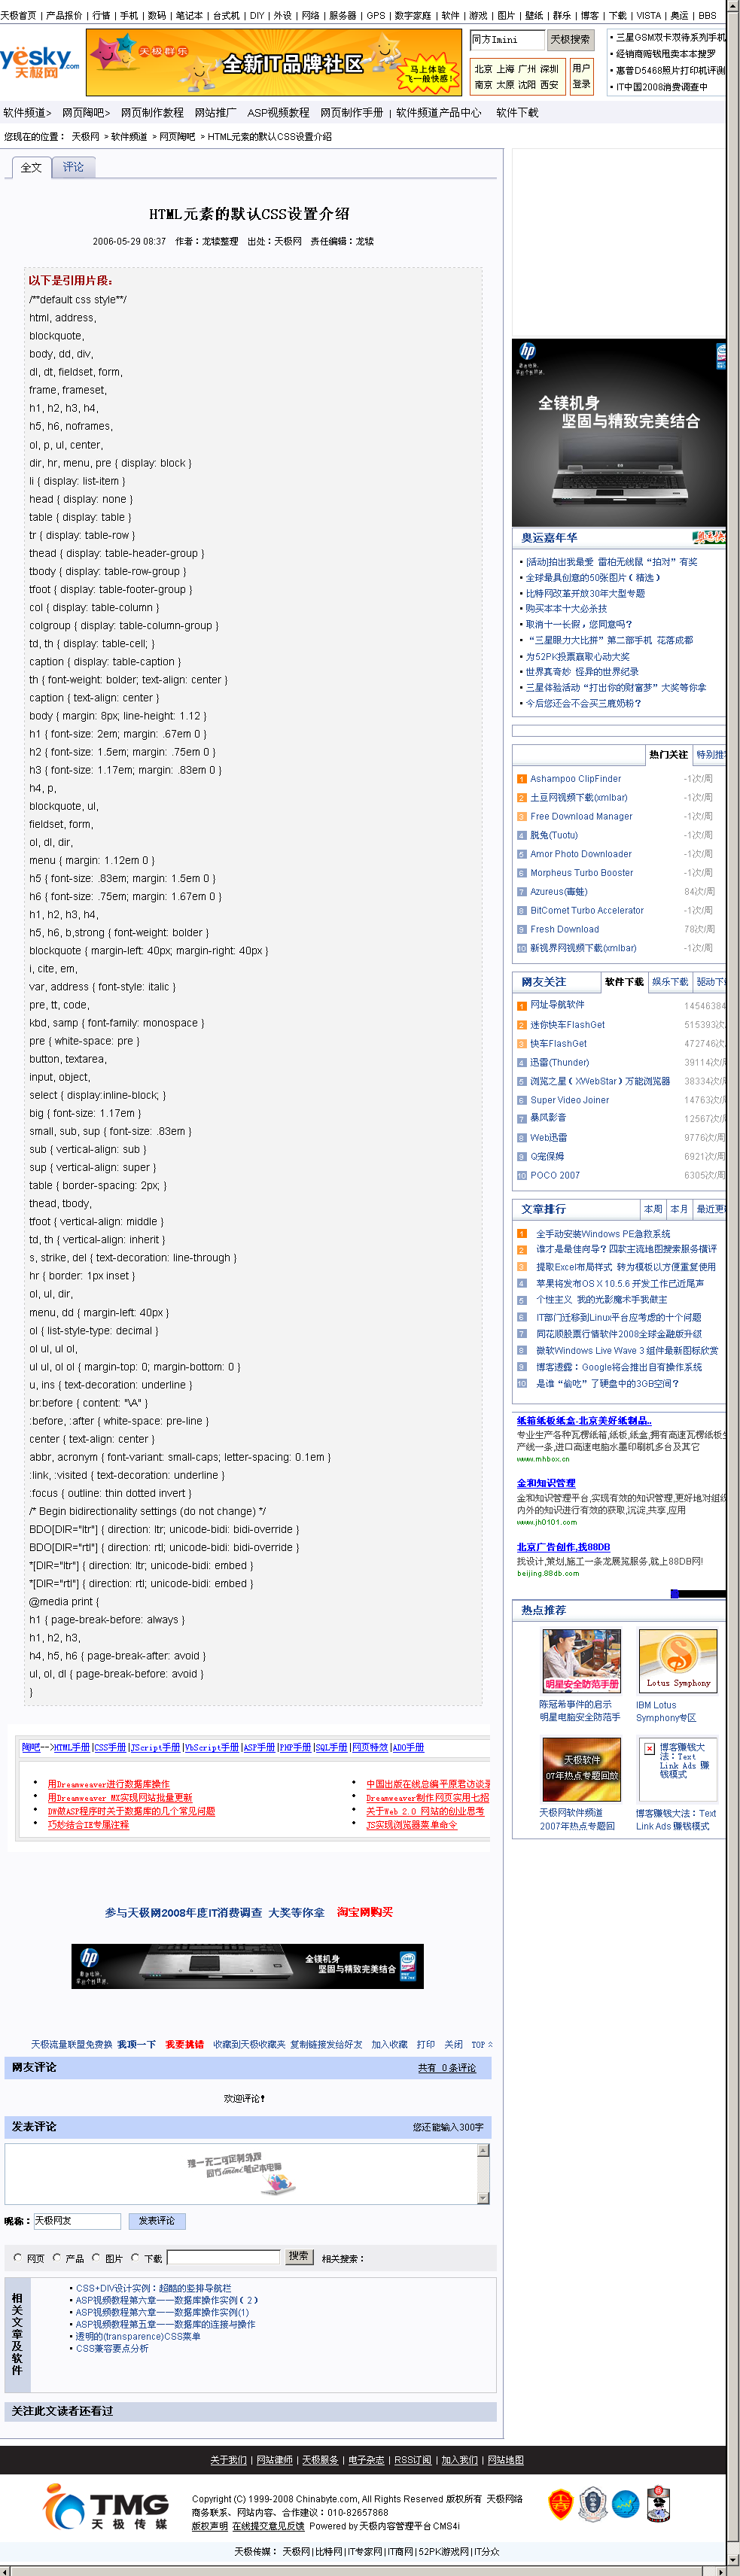 天极首页 | 产品报价 | 行情 | 手机 | 数码 | 笔记本 | 台式机 | DIY | 外设 | 网络 | 服务器 | GPS | 数字家庭 | 软件 | 游戏 | 图片 | 壁纸 | 群乐 | 博客 | 下载 | VISTA | 奥运 | BBS
yesky
天极网
天极群乐
全新IT品牌社区
马上体验
飞一般快感!
同方Imini
天极搜索
北京 上海 广州 深圳
南京 太原 沈阳 西安
用户
登录
三星GSM双卡双待系列手机
经销商赔钱甩卖本本搜罗
惠普D5468照片打印机评测
IT中国2008消费调查中
软件频道> 网页陶吧> 网页制作教程 网站推广 ASP视频教程 网页制作手册 | 软件频道产品中心 软件下载
您现在的位置： 天极网 > 软件频道 > 网页陶吧 > HTML元素的默认CSS设置介绍
全文 评论
HTML元素的默认CSS设置介绍
2006-05-29 08:37 作者：龙犊整理 出处：天极网 责任编辑：龙犊
以下是引用片段：
/**default css style**/
html, address,
blockquote,
body, dd, div,
dl, dt, fieldset, form,
frame, frameset,
h1, h2, h3, h4,
h5, h6, noframes,
ol, p, ul, center,
dir, hr, menu, pre { display: block }
li { display: list-item }
head { display: none }
table { display: table }
tr { display: table-row }
thead { display: table-header-group }
tbody { display: table-row-group }
tfoot { display: table-footer-group }
col { display: table-column }
colgroup { display: table-column-group }
td, th { display: table-cell; }
caption { display: table-caption }
th { font-weight: bolder; text-align: center }
caption { text-align: center }
body { margin: 8px; line-height: 1.12 }
h1 { font-size: 2em; margin: .67em 0 }
h2 { font-size: 1.5em; margin: .75em 0 }
h3 { font-size: 1.17em; margin: .83em 0 }
h4, p,
blockquote, ul,
fieldset, form,
ol, dl, dir,
menu { margin: 1.12em 0 }
h5 { font-size: .83em; margin: 1.5em 0 }
h6 { font-size: .75em; margin: 1.67em 0 }
h1, h2, h3, h4,
h5, h6, b,strong { font-weight: bolder }
blockquote { margin-left: 40px; margin-right: 40px }
i, cite, em,
var, address { font-style: italic }
pre, tt, code,
kbd, samp { font-family: monospace }
pre { white-space: pre }
button, textarea,
input, object,
select { display:inline-block; }
big { font-size: 1.17em }
small, sub, sup { font-size: .83em }
sub { vertical-align: sub }
sup { vertical-align: super }
table { border-spacing: 2px; }
thead, tbody,
tfoot { vertical-align: middle }
td, th { vertical-align: inherit }
s, strike, del { text-decoration: line-through }
hr { border: 1px inset }
ol, ul, dir,
menu, dd { margin-left: 40px }
ol { list-style-type: decimal }
ol ul, ul ol,
ul ul, ol ol { margin-top: 0; margin-bottom: 0 }
u, ins { text-decoration: underline }
br:before { content: "\A" }
:before, :after { white-space: pre-line }
center { text-align: center }
abbr, acronym { font-variant: small-caps; letter-spacing: 0.1em }
:link, :visited { text-decoration: underline }
:focus { outline: thin dotted invert }
/* Begin bidirectionality settings (do not change) */
BDO[DIR="ltr"] { direction: ltr; unicode-bidi: bidi-override }
BDO[DIR="rtl"] { direction: rtl; unicode-bidi: bidi-override }
*[DIR="ltr"] { direction: ltr; unicode-bidi: embed }
*[DIR="rtl"] { direction: rtl; unicode-bidi: embed }
@media print {
h1 { page-break-before: always }
h1, h2, h3,
h4, h5, h6 { page-break-after: avoid }
ul, ol, dl { page-break-before: avoid }
}
陶吧-->HTML手册|CSS手册|JScript手册|VbScript手册|ASP手册|PHP手册|SQL手册|网页特效|ADO手册
用Dreamweaver进行数据库操作
用Dreamweaver MX实现网站批量更新
DW做ASP程序时关于数据库的几个常见问题
巧妙结合IE专属注释
中国出版在线总编平原君访谈录
Dreamweaver制作网页实用七招
关于Web 2.0 网站的创业思考
JS实现浏览器菜单命令
参与天极网2008年度IT消费调查 大奖等你拿 淘宝网购买
hp
全镁机身
坚固与精致完美结合
天极流量联盟免费换 我顶一下 我要挑错 收藏到天极收藏夹 复制链接发给好友 加入收藏 打印 关闭 TOP
网友评论 共有 0 条评论
欢迎评论!
发表评论 您还能输入300字
独一无二可定制外观
同方imini笔记本电脑
昵称： 天极网友 发表评论
网页 产品 图片 下载 搜索 相关搜索：
相关文章及软件
CSS+DIV设计实例：超酷的竖排导航栏
ASP视频教程第六章——数据库操作实例（2）
ASP视频教程第六章——数据库操作实例(1)
ASP视频教程第五章——数据库的连接与操作
透明的(transparence)CSS菜单
CSS兼容要点分析
关注此文读者还看过
hp
全镁机身
坚固与精致完美结合
奥运嘉年华
[活动]拍出我最爱 雷柏无线鼠“拍对”有奖
全球最具创意的50张图片（精选）
比特网改革开放30年大型专题
购买本本十大必杀技
取消十一长假，您同意吗？
“三星眼力大比拼”第二部手机 花落成都
为52PK投票赢取心动大奖
世界真奇妙 怪异的世界纪录
三星体验活动“打出你的财富梦”大奖等你拿
今后您还会不会买三鹿奶粉？
热门关注 特别推
1 Ashampoo ClipFinder -1次/周
2 土豆网视频下载(xmlbar) -1次/周
3 Free Download Manager -1次/周
4 脱兔(Tuotu) -1次/周
5 Amor Photo Downloader -1次/周
6 Morpheus Turbo Booster -1次/周
7 Azureus(毒蛙) 84次/周
8 BitComet Turbo Accelerator -1次/周
9 Fresh Download 78次/周
10 新视界网视频下载(xmlbar) -1次/周
网友关注 软件下载 娱乐下载 驱动下
1 网址导航软件 14546384
2 迷你快车FlashGet 515393次
3 快车FlashGet 472746次
4 迅雷(Thunder) 39114次/
5 浏览之星（XWebStar）万能浏览器 38334次/
6 Super Video Joiner 14763次/
7 暴风影音 12567次/
8 Web迅雷 9776次/周
9 Q宠保姆 6921次/周
10 POCO 2007 6305次/周
文章排行 本周 本月 最近更
1 全手动安装Windows PE急救系统
2 谁才是最佳向导？四款主流地图搜索服务横评
3 提取Excel布局样式 转为模板以方便重复使用
4 苹果将发布OS X 10.5.6 开发工作已近尾声
5 个性主义 我的光影魔术手我做主
6 IT部门迁移到Linux平台应考虑的十个问题
7 同花顺股票行情软件2008全球金融版升级
8 微软Windows Live Wave 3 组件最新图标欣赏
9 博客透露：Google将会推出自有操作系统
10 是谁“偷吃”了硬盘中的3GB空间？
纸箱纸板纸盒-北京美好纸制品..
专业生产各种瓦楞纸箱,纸板,纸盒,拥有高速瓦楞纸板生
产线一条,进口高速电脑水墨印刷机多台及其它
www.mhbox.cn
金和知识管理
金和知识管理平台,实现有效的知识管理,更好地对组织
内外的知识进行有效的获取,沉淀,共享,应用
www.jh0101.com
北京广告创作,找88DB
找设计,策划,施工一条龙展览服务,就上88DB网!
beijing.88db.com
热点推荐
明星安全防范手册
陈冠希事件的启示
明星电脑安全防范手
Lotus Symphony
IBM Lotus
Symphony专区
天极软件
07年热点专题回放
天极网软件频道
2007年热点专题回
博客赚钱大法：Text Link Ads 赚钱模式
博客赚钱大法：Text
Link Ads 赚钱模式
关于我们 | 网站律师 | 天极服务 | 电子杂志 | RSS订阅 | 加入我们 | 网站地图
TMG
天极传媒
Copyright (C) 1999-2008 Chinabyte.com, All Rights Reserved 版权所有 天极网络
商务联系、网站内容、合作建议：010-82657868
版权声明 在线提交意见反馈 Powered by 天极内容管理平台 CMS4i
天极传媒： 天极网|比特网|IT专家网|IT商网|52PK游戏网|IT分众